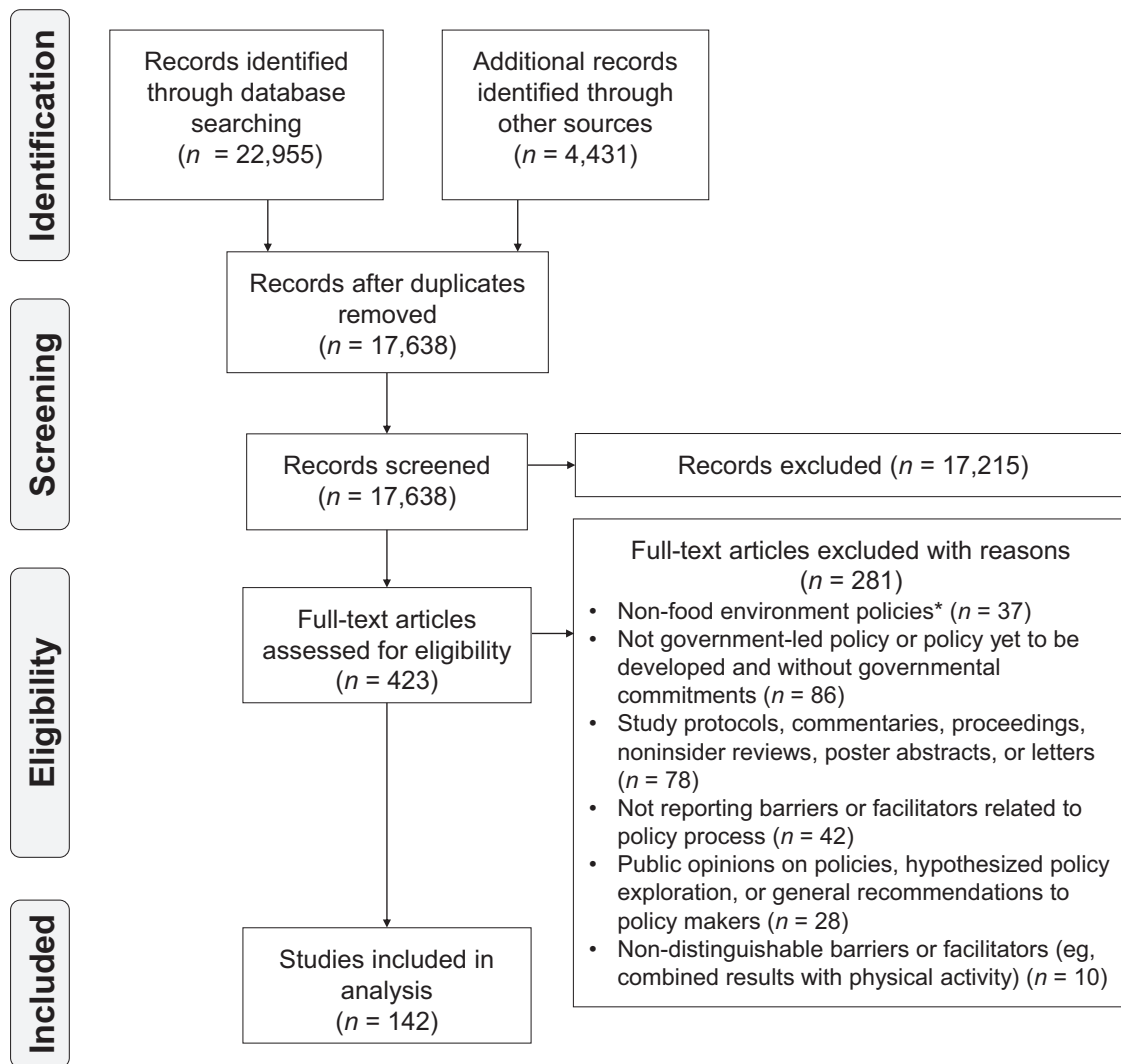 Identification
Records identified
through database
searching
(n = 22,955)
Additional records
identified through
other sources
(n = 4,431)
Records after duplicates
removed
(n = 17,638)
Screening
Records screened
(n = 17,638)
Records excluded (n = 17,215)
Eligibility
Full-text articles
assessed for eligibility
(n = 423)
Full-text articles excluded with reasons
(n = 281)
• Non-food environment policies* (n = 37)
• Not government-led policy or policy yet to be
developed and without governmental
commitments (n = 86)
• Study protocols, commentaries, proceedings,
noninsider reviews, poster abstracts, or letters
(n = 78)
• Not reporting barriers or facilitators related to
policy process (n = 42)
• Public opinions on policies, hypothesized policy
exploration, or general recommendations to
policy makers (n = 28)
• Non-distinguishable barriers or facilitators (eg,
combined results with physical activity) (n = 10)
Included
Studies included in
analysis
(n = 142)